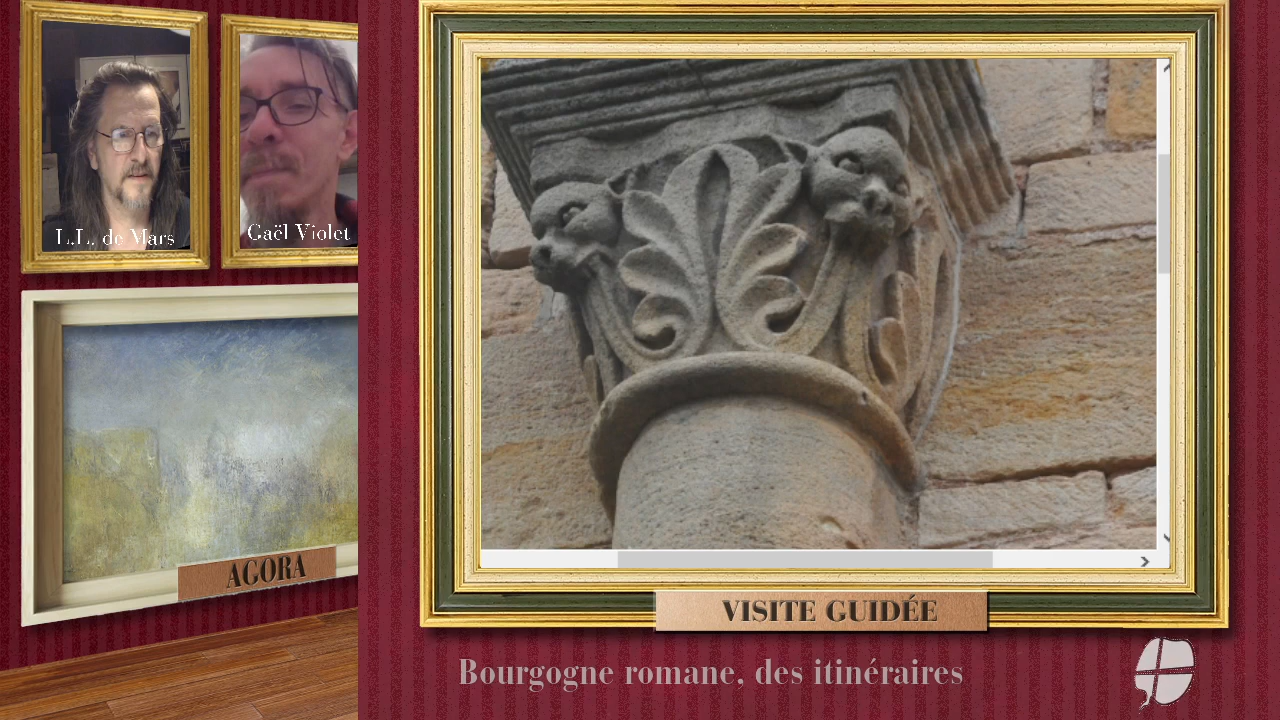 L.L. de Mars
Gaël Violet
AGORA
VISITE GUIDÉE
Bourgogne romane, des itinéraires